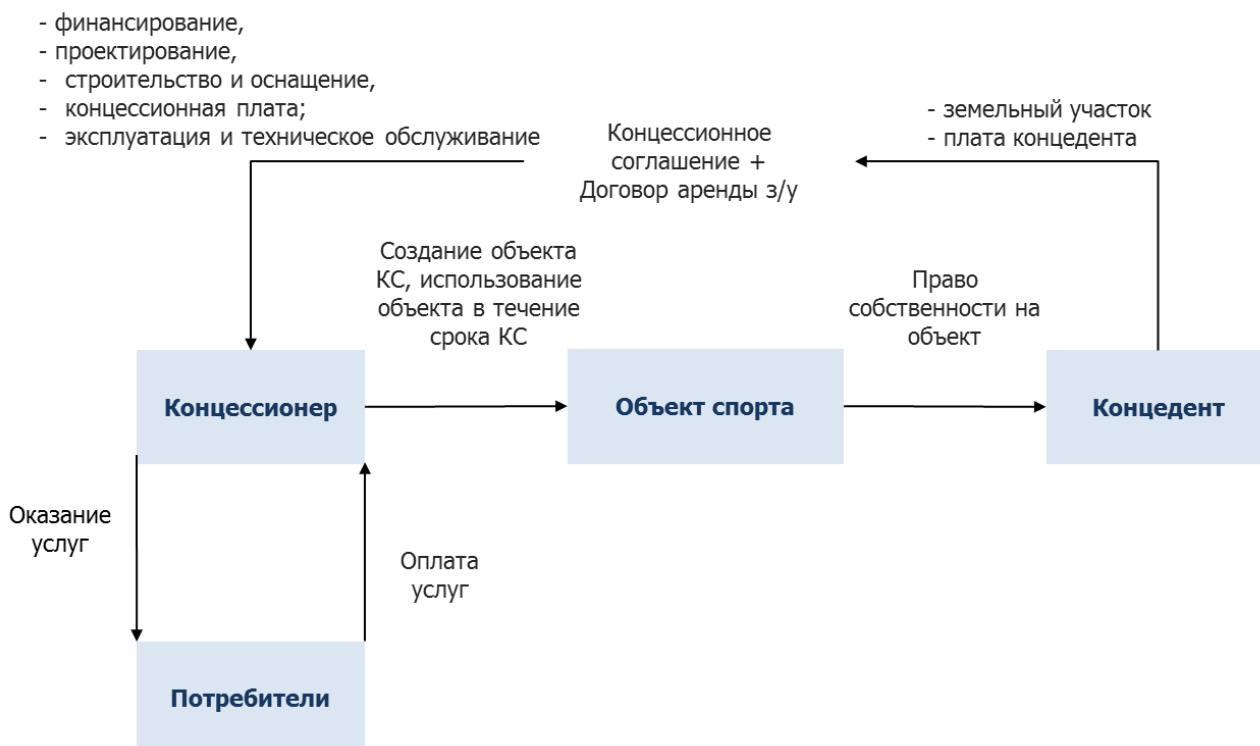 - финансирование,
- проектирование,
- строительство и оснащение,
- концессионная плата;
- эксплуатация и техническое обслуживание
Концессионное
соглашение +
Договор аренды з/у
- земельный участок
- плата концедента
Создание объекта
КС, использование
объекта в течение
срока КС
Право
собственности на
объект
Концессионер
Объект спорта
Концедент
Оказание
услуг
Оплата
услуг
Потребители